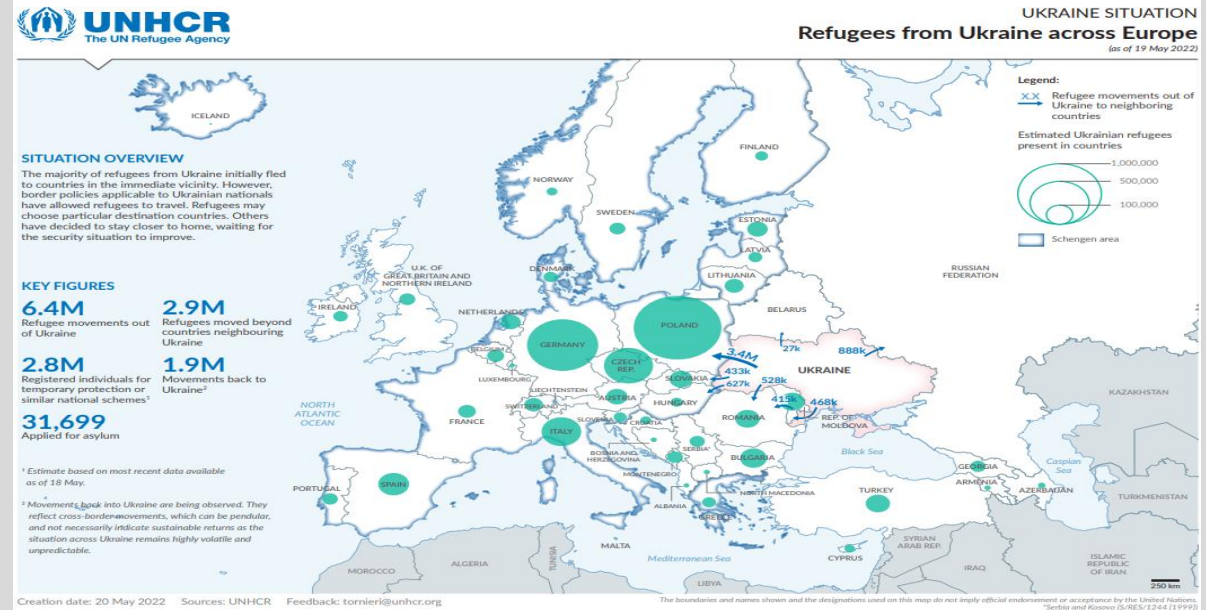 UNHCR
The UN Refugee Agency
UKRAINE SITUATION
Refugees from Ukraine across Europe
(as of 19 May 2022)
Legend:
X.X Refugee movements out of
Ukraine to neighboring
countries
Estimated Ukrainian refugees
present in countries
1,000,000
500,000
100,000
Schengen area
SITUATION OVERVIEW
The majority of refugees from Ukraine initially fled
to countries in the immediate vicinity. However,
border policies applicable to Ukrainian nationals
have allowed refugees to travel. Refugees may
choose particular destination countries. Others
have decided to stay closer to home, waiting for
the security situation to improve.
KEY FIGURES
6.4M
Refugee movements out
of Ukraine
2.9M
Refugees moved beyond
countries neighbouring
Ukraine
2.8M
Registered individuals for
temporary protection or
similar national schemes¹
1.9M
Movements back to
Ukraine²
31,699
Applied for asylum
¹ Estimate based on most recent data available
as of 18 May.
² Movements back into Ukraine are being observed. They
reflect cross-border movements, which can be pendular,
and not necessarily indicate sustainable returns as the
situation across Ukraine remains highly volatile and
unpredictable.
ICELAND
FINLAND
NORWAY
SWEDEN
ESTONIA
LATVIA
DENMARK
LITHUANIA
RUSSIAN
FEDERATION
U.K. OF
GREAT BRITAIN AND
NORTHERN IRELAND
IRELAND
NETHERLANDS
BELARUS
POLAND
GERMANY
BELGIUM
CZECH
REP.
27k
888k
3.4M
UKRAINE
433k
SLOVAKIA
627k
528k
LUXEMBOURG
LIECHTENSTEIN
AUSTRIA
HUNGARY
415k
468k
KAZAKHSTAN
NORTH
ATLANTIC
OCEAN
FRANCE
SWITZERLAND
SLOVENIA
CROATIA
ROMANIA
REP. OF
MOLDOVA
ITALY
BOSNIA AND
HERZEGOVINA
SERBIA*
BULGARIA
Black Sea
Caspian
Sea
GEORGIA
MONTENEGRO
PORTUGAL
SPAIN
NORTH MACEDONIA
ARMENIA
AZERBAIJAN
TURKMENISTAN
ALBANIA
GREECE
TURKEY
MALTA
Mediterranean Sea
CYPRUS
SYRIAN
ARAB REP.
MOROCCO
ALGERIA
TUNISIA
LIBYA
IRAQ
ISLAMIC
REPUBLIC
OF IRAN
250 km
Creation date: 20 May 2022 Sources: UNHCR Feedback: tornieri@unhcr.org
The boundaries and names shown and the designations used on this map do not imply official endorsement or acceptance by the United Nations.
*Serbia and Kosovo (S/RES/1244 (1999))